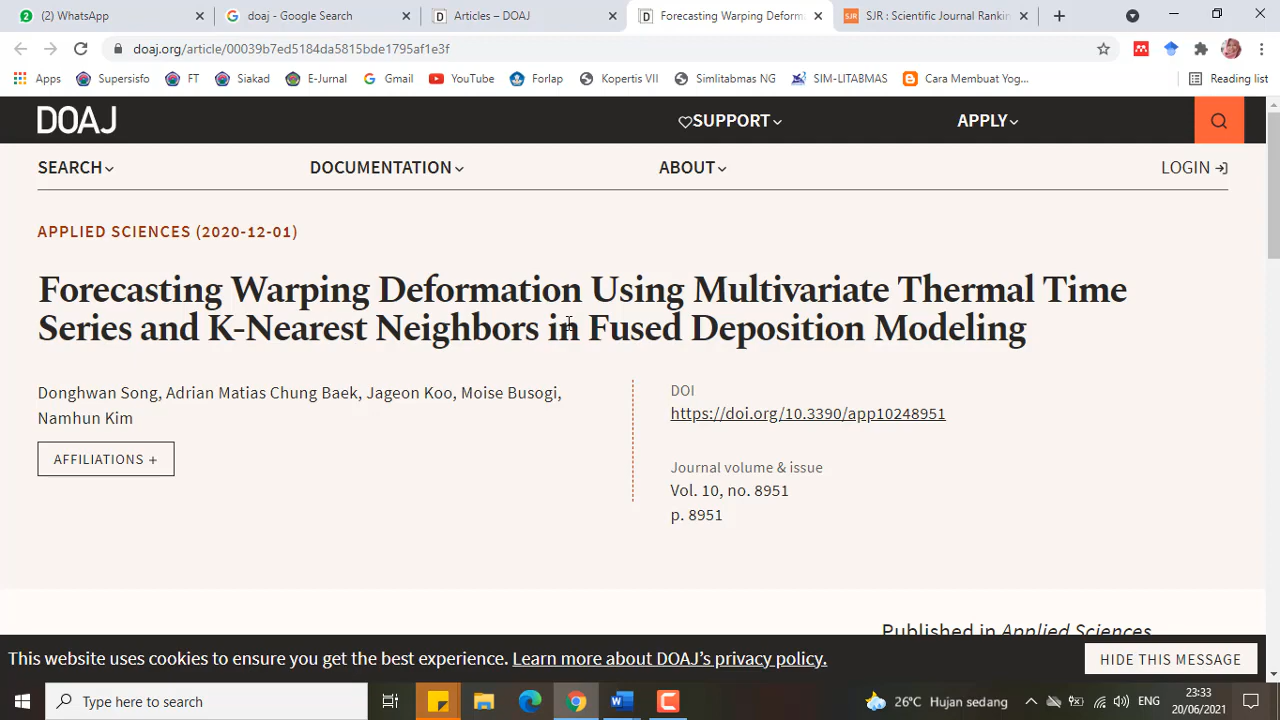 (2) WhatsApp
doaj - Google Search
Articles – DOAJ
Forecasting Warping Deform
SJR : Scientific Journal Rankin
doaj.org/article/00039b7ed5184da5815bde1795af1e3f
Apps
Supersisfo
FT
Siakad
E-Jurnal
Gmail
YouTube
Forlap
Kopertis VII
Simlitabmas NG
SIM-LITABMAS
Cara Membuat Yog...
Reading list
DOAJ
SUPPORT
APPLY
SEARCH
DOCUMENTATION
ABOUT
LOGIN
APPLIED SCIENCES (2020-12-01)
Forecasting Warping Deformation Using Multivariate Thermal Time
Series and K-Nearest Neighbors in Fused Deposition Modeling
Donghwan Song, Adrian Matias Chung Baek, Jageon Koo, Moise Busogi,
Namhun Kim
AFFILIATIONS +
DOI
https://doi.org/10.3390/app10248951
Journal volume & issue
Vol. 10, no. 8951
p. 8951
Published in Applied Sciences
This website uses cookies to ensure you get the best experience. Learn more about DOAJ's privacy policy.
HIDE THIS MESSAGE
Type here to search
26°C Hujan sedang
ENG
23:33
20/06/2021